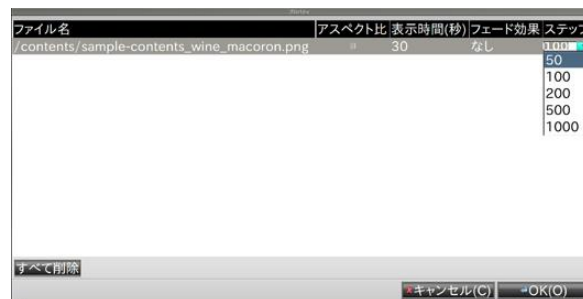 ファイル名 アスペクト比 表示時間(秒) フェード効果 ステップ
/contents/sample-contents_wine_macoron.png 30 なし 100
50
100
200
500
1000
すべて削除
キャンセル(C) OK(O)